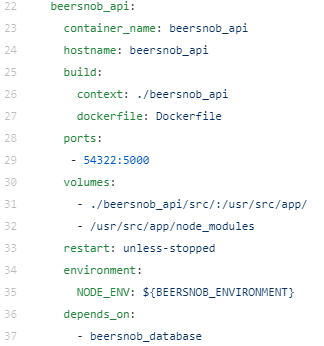 22 beersnob_api:
23 container_name: beersnob_api
24 hostname: beersnob_api
25 build:
26 context: ./beersnob_api
27 dockerfile: Dockerfile
28 ports:
29 - 54322:5000
30 volumes:
31 - ./beersnob_api/src/:/usr/src/app/
32 - /usr/src/app/node_modules
33 restart: unless-stopped
34 environment:
35 NODE_ENV: ${BEERSNOB_ENVIRONMENT}
36 depends_on:
37 - beersnob_database